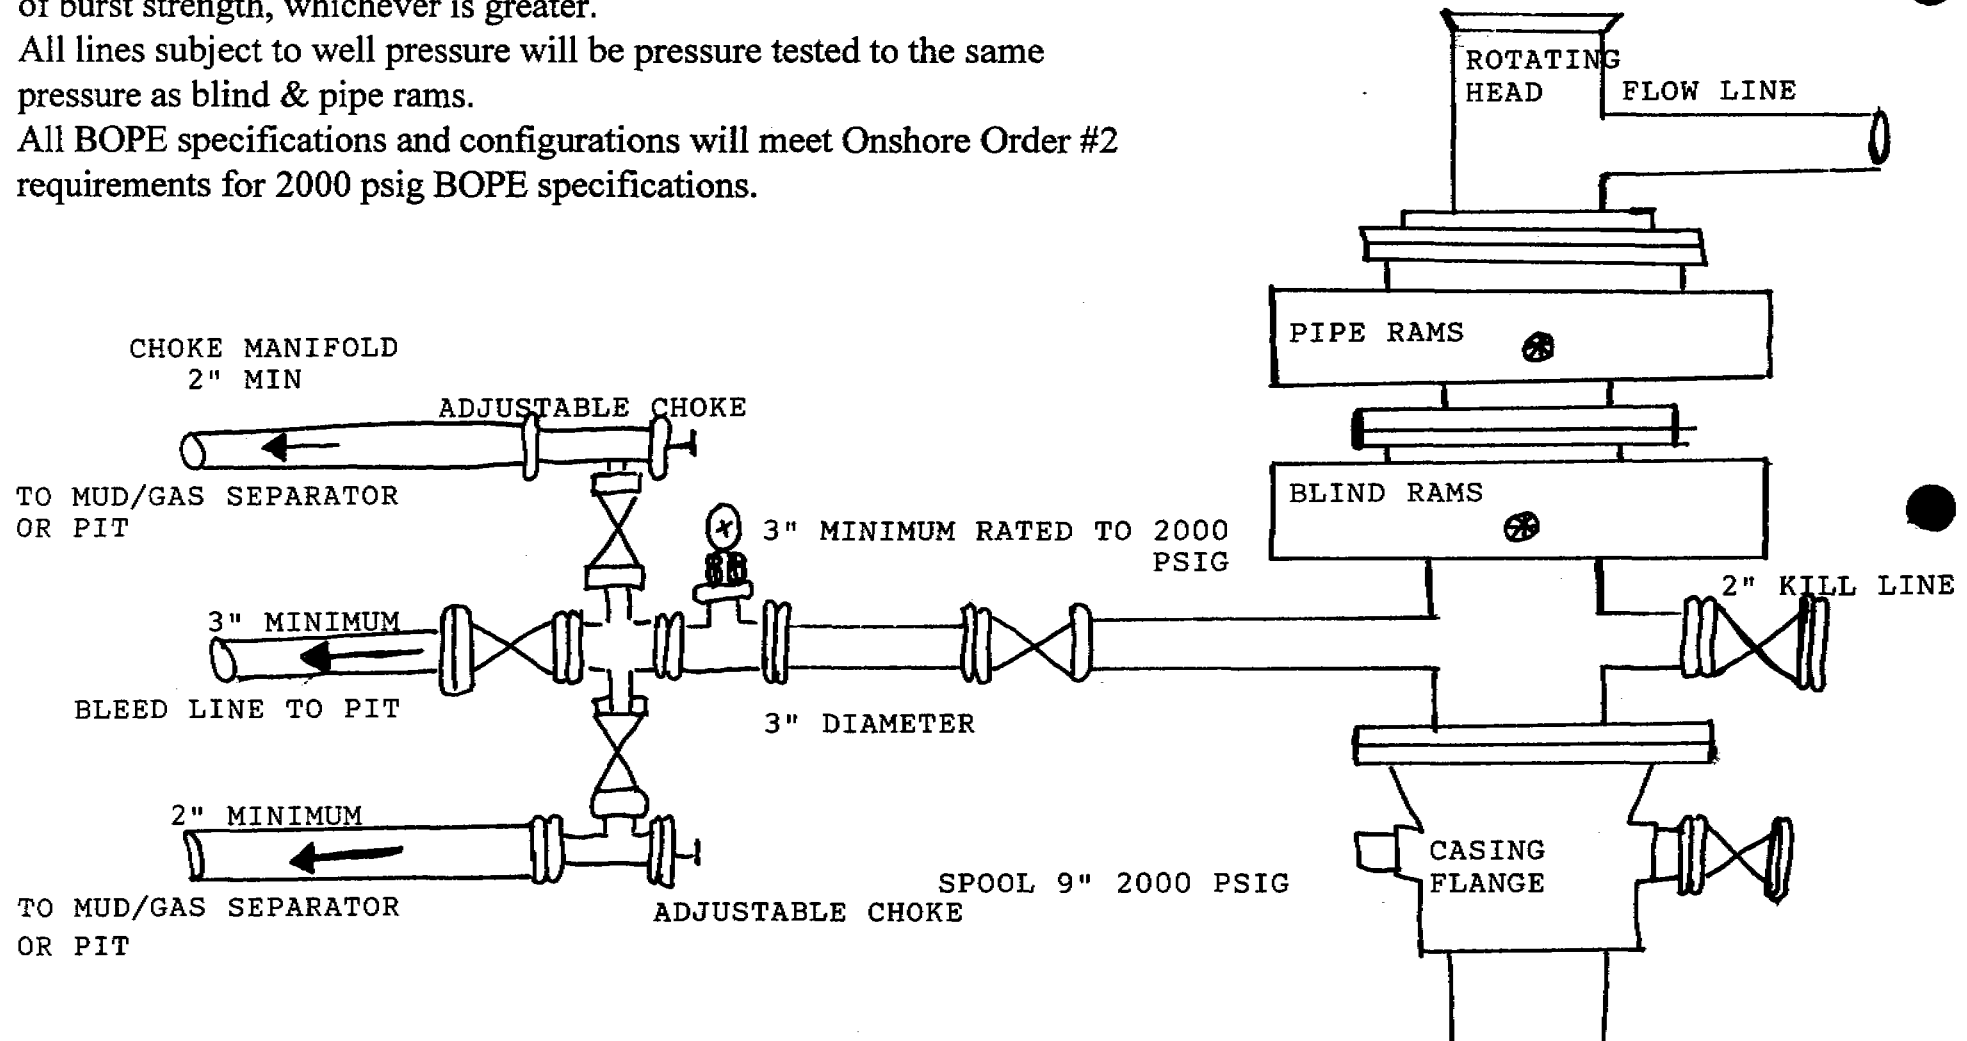 of burst strength, whichever is greater.
All lines subject to well pressure will be pressure tested to the same
pressure as blind & pipe rams.
All BOPE specifications and configurations will meet Onshore Order #2
requirements for 2000 psig BOPE specifications.
ROTATING
HEAD
FLOW LINE
PIPE RAMS
CHOKE MANIFOLD
2" MIN
ADJUSTABLE CHOKE
TO MUD/GAS SEPARATOR
OR PIT
BLIND RAMS
3" MINIMUM RATED TO 2000
PSIG
2" KILL LINE
3" MINIMUM
BLEED LINE TO PIT
3" DIAMETER
2" MINIMUM
CASING
FLANGE
SPOOL 9" 2000 PSIG
ADJUSTABLE CHOKE
TO MUD/GAS SEPARATOR
OR PIT